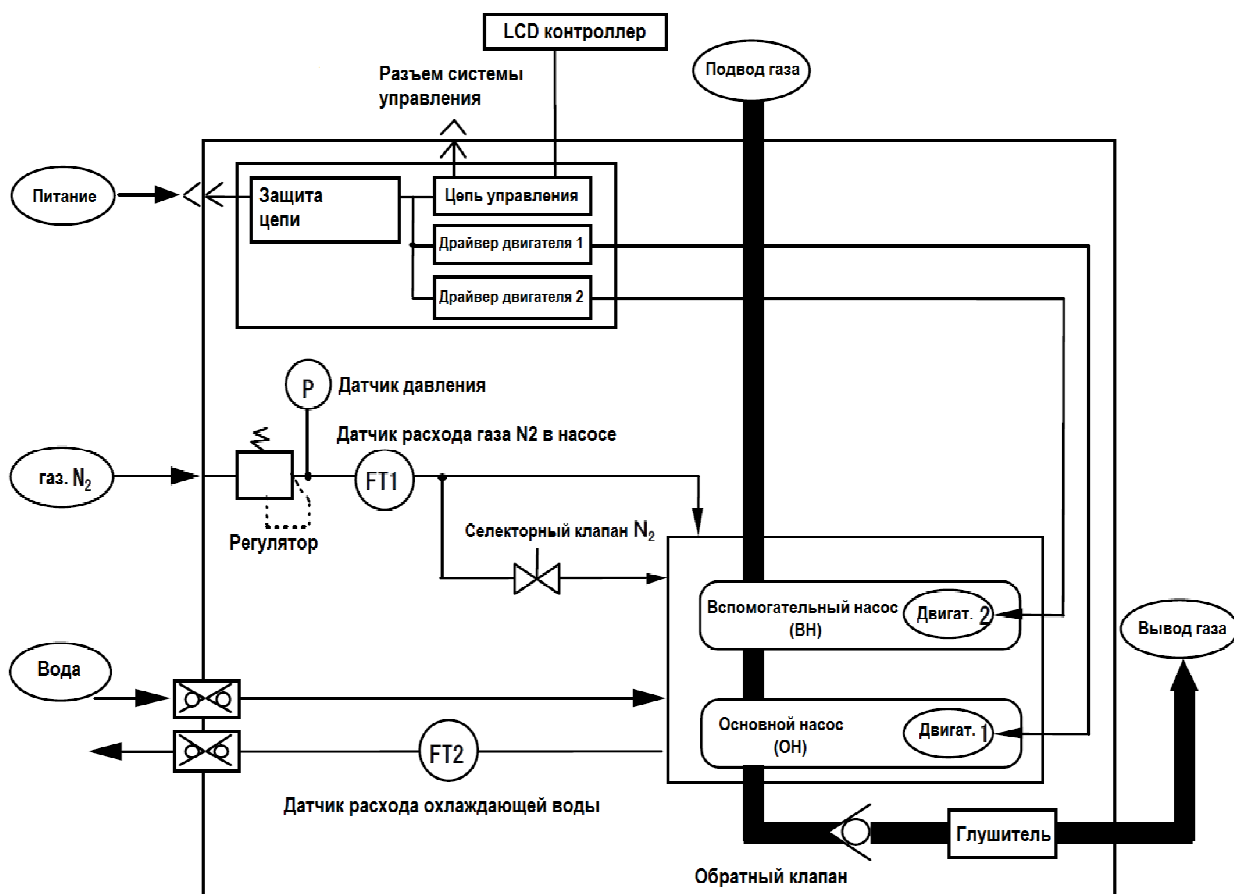 LCD контроллер
Подвод газа
Разъем системы
управления
Питание
Защита
цепи
Цепь управления
Драйвер двигателя 1
Драйвер двигателя 2
P
Датчик давления
Датчик расхода газа N2 в насосе
газ. N₂
FT1
Регулятор
Селекторный клапан N₂
Вспомогательный насос
(ВН)
Двигат. 2
Вывод газа
Вода
Основной насос
(ОН)
Двигат. 1
FT2
Датчик расхода охлаждающей воды
Глушитель
Обратный клапан